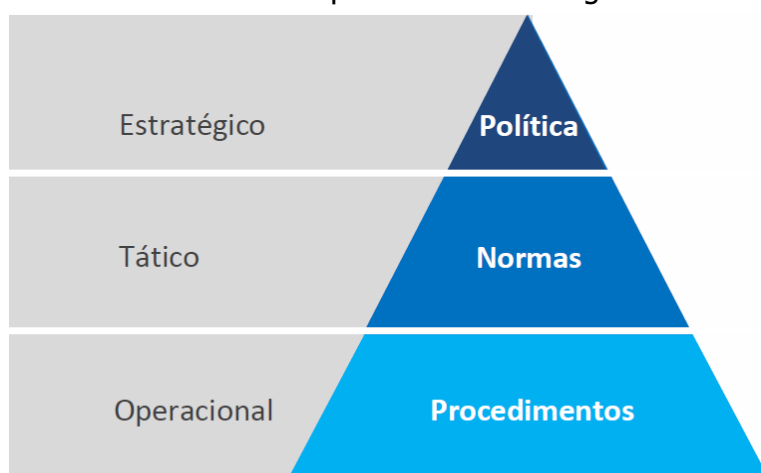 Estratégico
Política
Tático
Normas
Operacional
Procedimentos